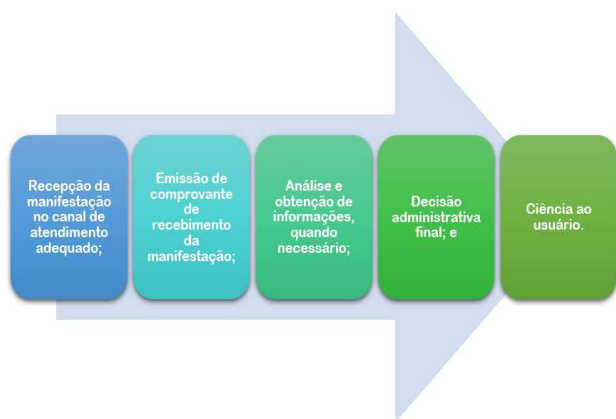 Recepção da
manifestação
no canal de
atendimento
adequado;
Emissão de
comprovante
de
recebimento
da
manifestação;
Análise e
obtenção de
informações,
quando
necessário;
Decisão
administrativa
final; e
Ciência ao
usuário.